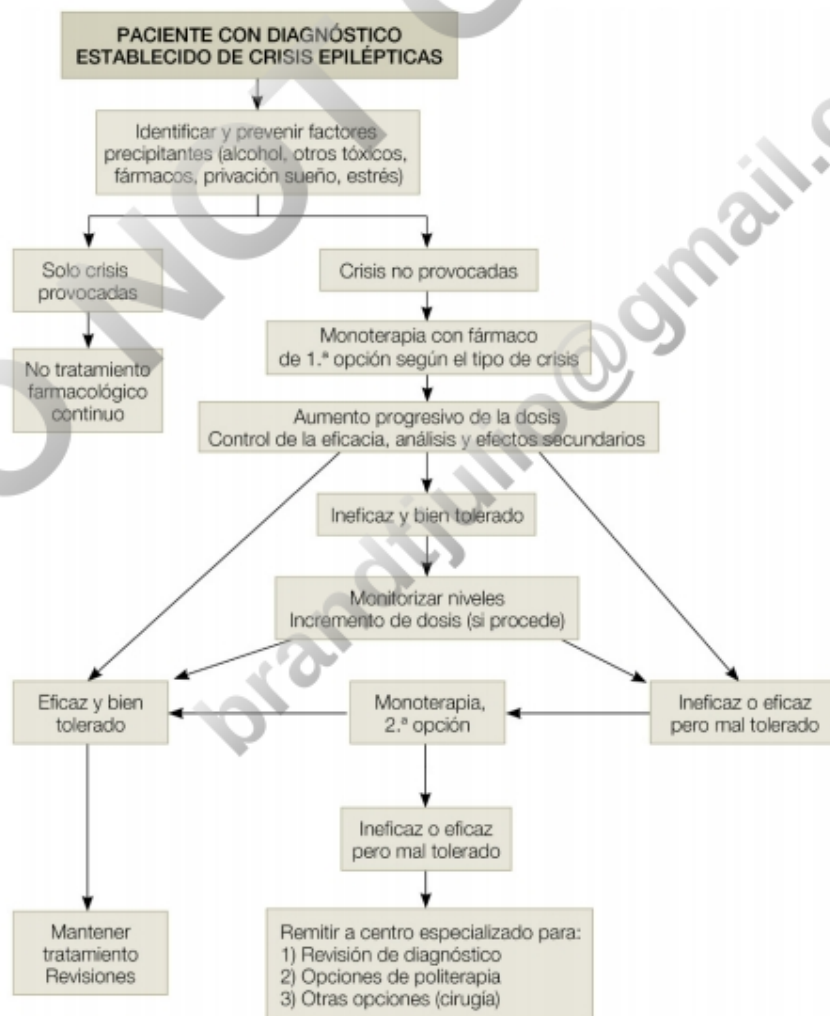 PACIENTE CON DIAGNÓSTICO
ESTABLECIDO DE CRISIS EPILÉPTICAS
Identificar y prevenir factores
precipitantes (alcohol, otros tóxicos,
fármacos, privación sueño, estrés)
Solo crisis
provocadas
Crisis no provocadas
No tratamiento
farmacológico
continuo
Monoterapia con fármaco
de 1.ª opción según el tipo de crisis
Aumento progresivo de la dosis
Control de la eficacia, análisis y efectos secundarios
Ineficaz y bien tolerado
Monitorizar niveles
Incremento de dosis (si procede)
Eficaz y bien
tolerado
Monoterapia,
2.ª opción
Ineficaz o eficaz
pero mal tolerado
Ineficaz o eficaz
pero mal tolerado
Mantener
tratamiento
Revisiones
Remitir a centro especializado para:
1) Revisión de diagnóstico
2) Opciones de politerapia
3) Otras opciones (cirugía)
O NOT
brandtjulio@gmail.